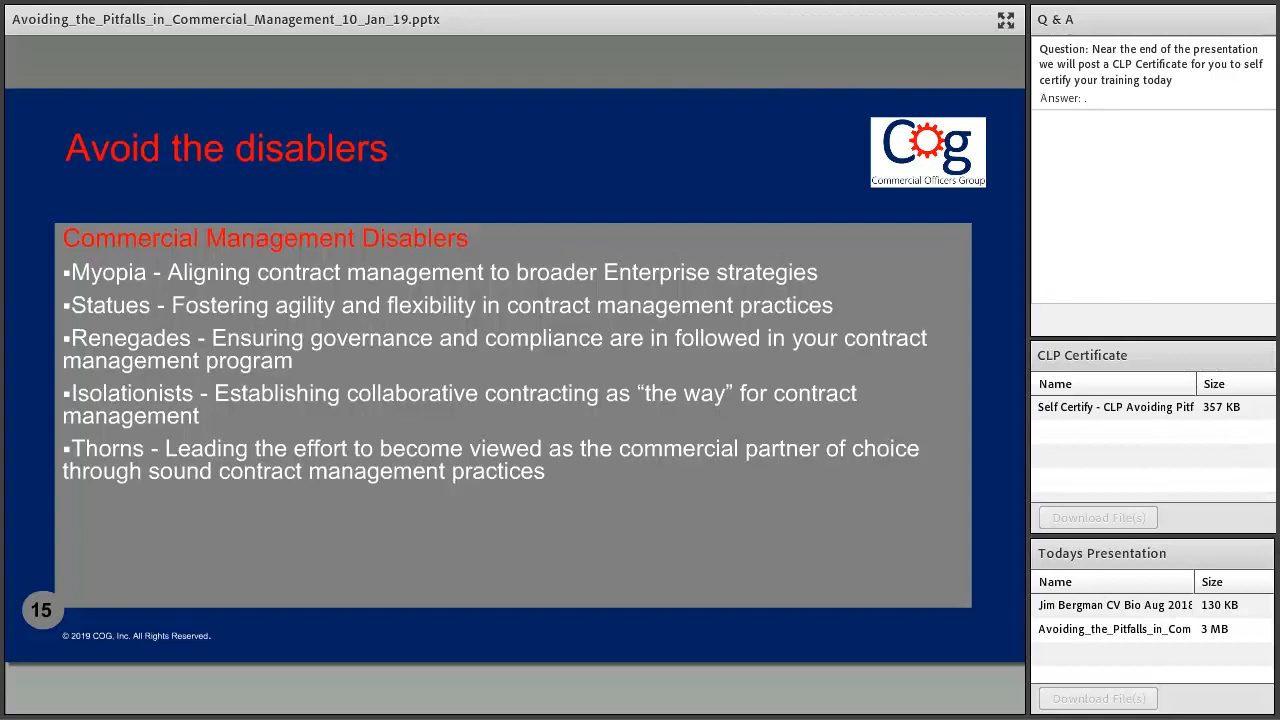 Avoiding_the_Pitfalls_in_Commercial_Management_10_Jan_19.pptx
Avoid the disablers
Cog
Commercial Officers Group
Commercial Management Disablers
▪Myopia - Aligning contract management to broader Enterprise strategies
▪Statues - Fostering agility and flexibility in contract management practices
▪Renegades - Ensuring governance and compliance are in followed in your contract
management program
▪Isolationists - Establishing collaborative contracting as “the way” for contract
management
▪Thorns - Leading the effort to become viewed as the commercial partner of choice
through sound contract management practices
15
© 2019 COG, Inc. All Rights Reserved.
Q & A
Question: Near the end of the presentation
we will post a CLP Certificate for you to self
certify your training today
Answer: .
CLP Certificate
Name Size
Self Certify - CLP Avoiding Pitf 357 KB
Download File(s)
Todays Presentation
Name Size
Jim Bergman CV Bio Aug 2018 130 KB
Avoiding_the_Pitfalls_in_Com 3 MB
Download File(s)